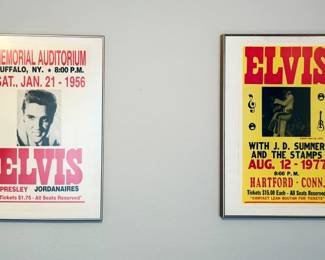 MEMORIAL AUDITORIUM
BUFFALO, NY. ★ 8:00 P.M.
SAT., JAN. 21 - 1956
ELVIS
PRESLEY JORDANAIRES
Tickets $1.75 - All Seats Reserved
ELVIS
WITH J. D. SUMNER
AND THE STAMPS
AUG. 12 - 1977
8:00 P. M.
HARTFORD - CONN.
Tickets $15.00 Each - All Seats Reserved